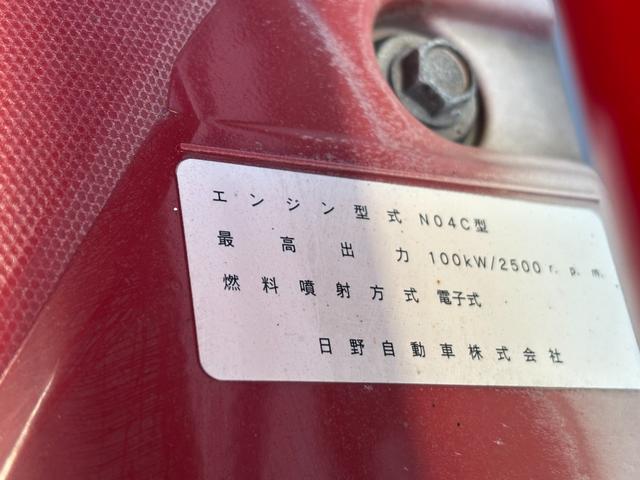 エンジン型式 N04C型
最高出力 100kW/2500r.p.m.
燃料噴射方式 電子式
日野自動車株式会社